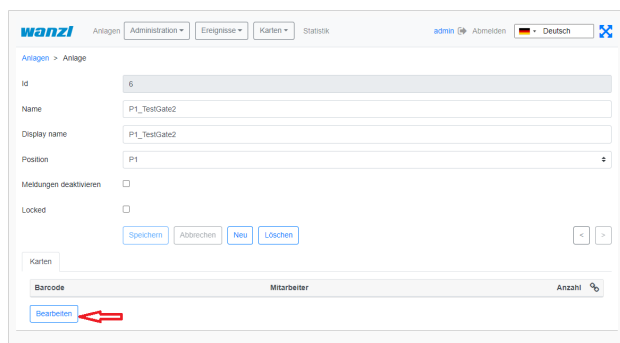 wanzl Anlagen Administration Ereignisse Karten Statistik admin Abmelden Deutsch
Anlagen > Anlage
Id 6
Name P1_TestGate2
Display name P1_TestGate2
Position P1
Meldungen deaktivieren
Locked
Speichern Abbrechen Neu Löschen < >
Karten
Barcode Mitarbeiter Anzahl
Bearbeiten